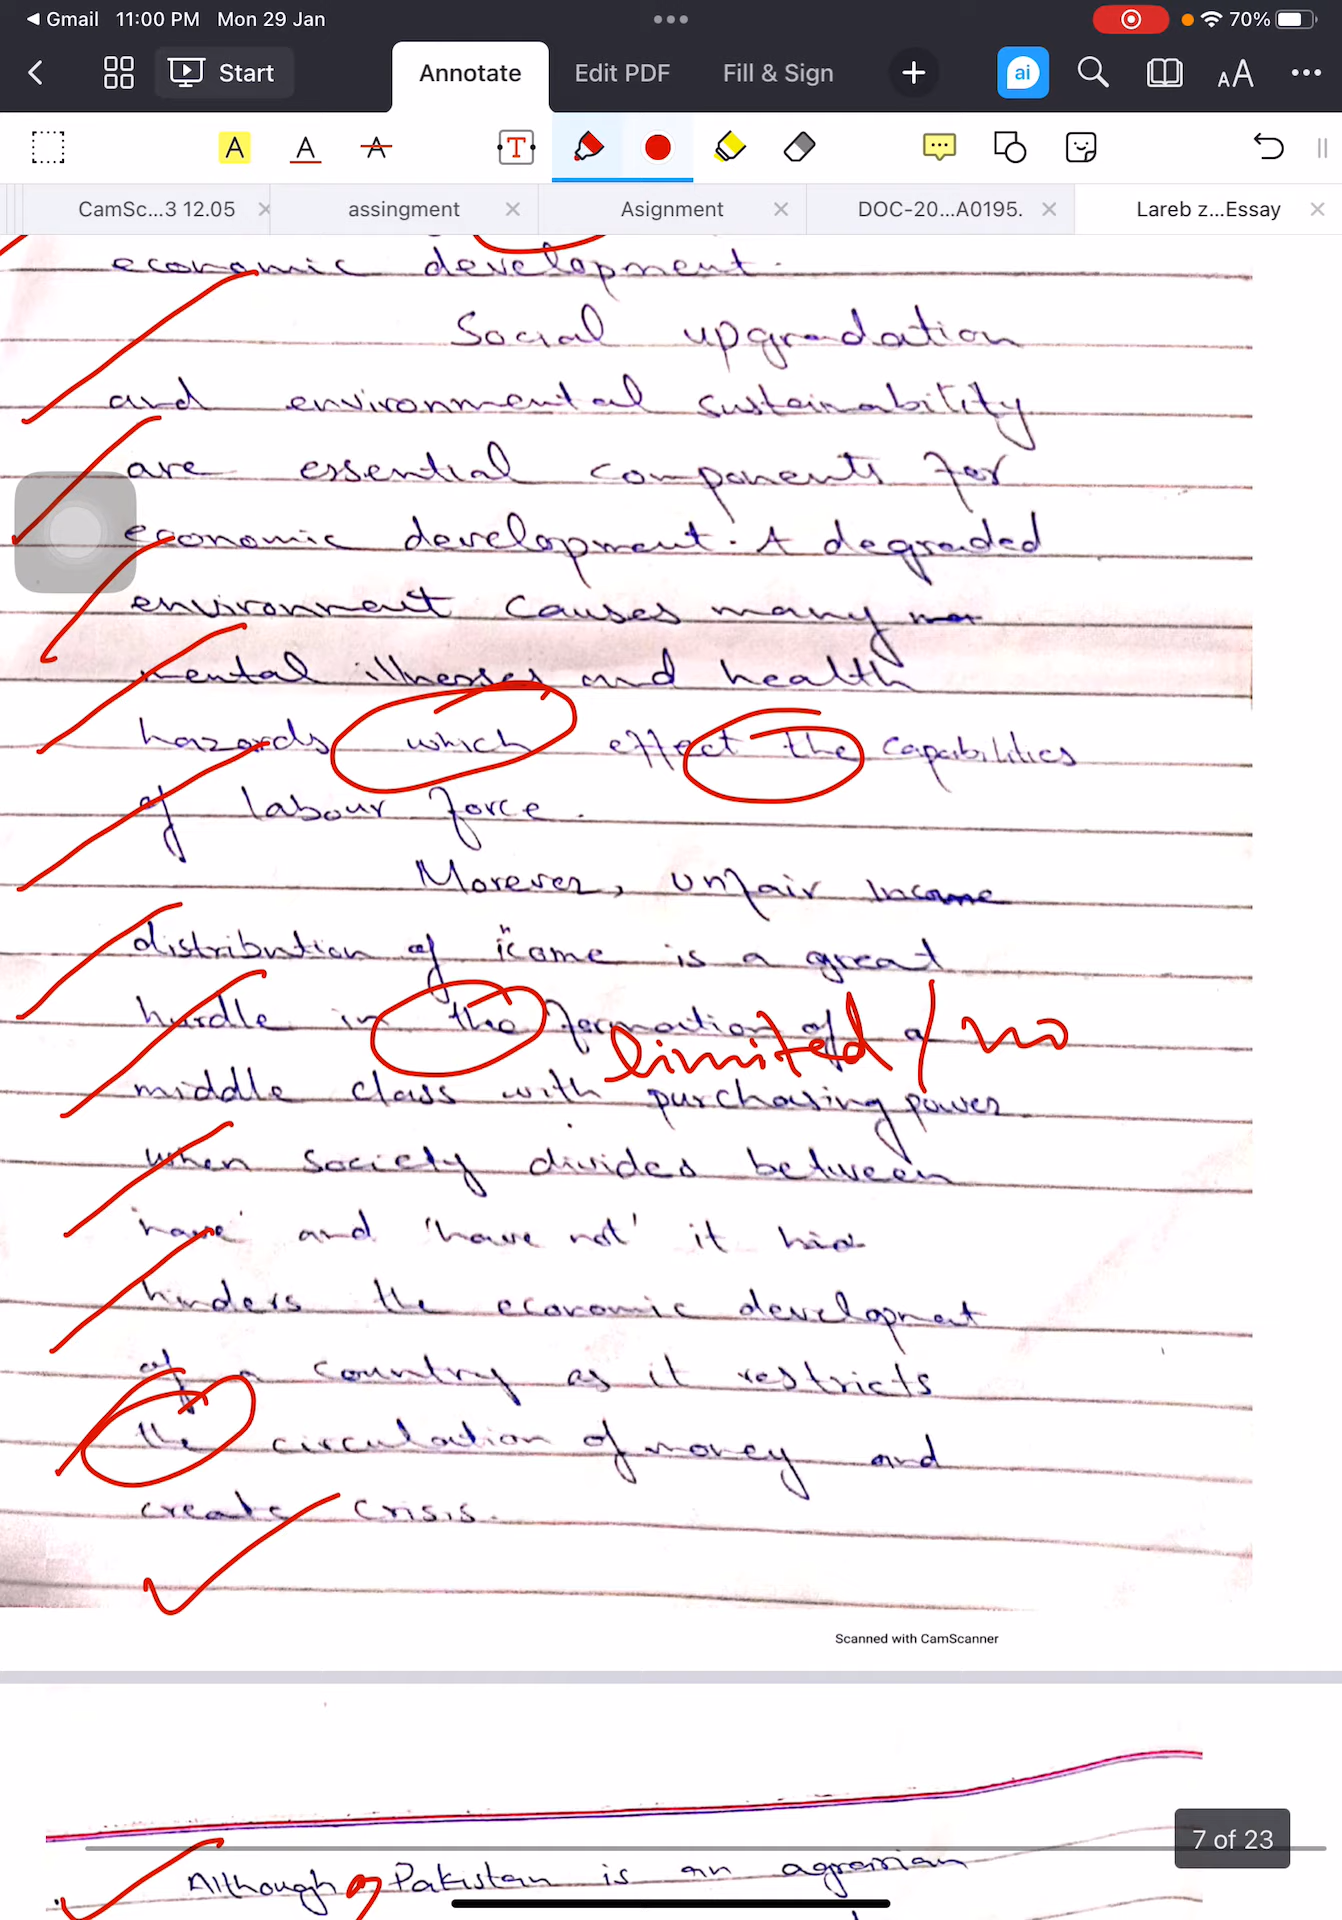 Gmail 11:00 PM Mon 29 Jan 70%
Start Annotate Edit PDF Fill & Sign ai AA
A A A T
CamSc...3 12.05 assingment Asignment DOC-20...A0195. Lareb z...Essay
economic development.
Social upgradation
and environmental sustainability
are essential components for
economic development. A degraded
environment causes many
mental illnesses and health
hazards which effect the capabilities
of labour force.
Morever, unfair income
distribution of income is a great
hurdle in the formation of a
limited / no
middle class with purchasing power.
when society divides between
'have' and 'have not' it
hinders the economic development
of a country as it restricts
the circulation of money and
create crisis.
Scanned with CamScanner
7 of 23
Although Pakistan is an agrarian